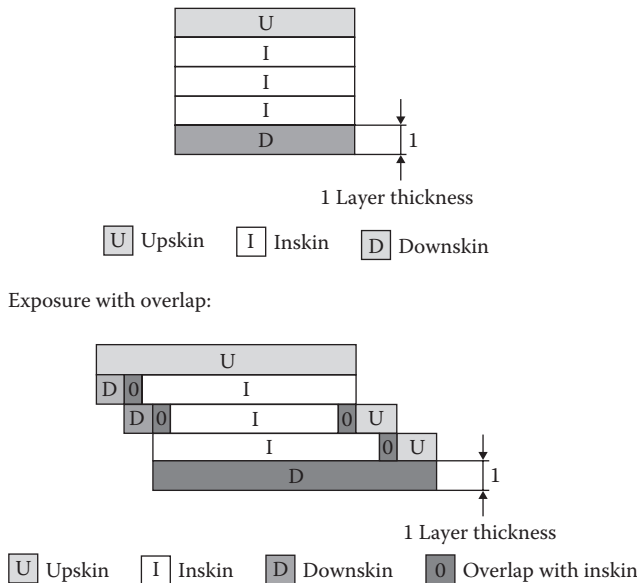 U
I
I
I
D
1
1 Layer thickness
U Upskin I Inskin D Downskin
Exposure with overlap:
U
D 0 I
D 0 I 0 U
I 0 U
D
1
1 Layer thickness
U Upskin I Inskin D Downskin 0 Overlap with inskin